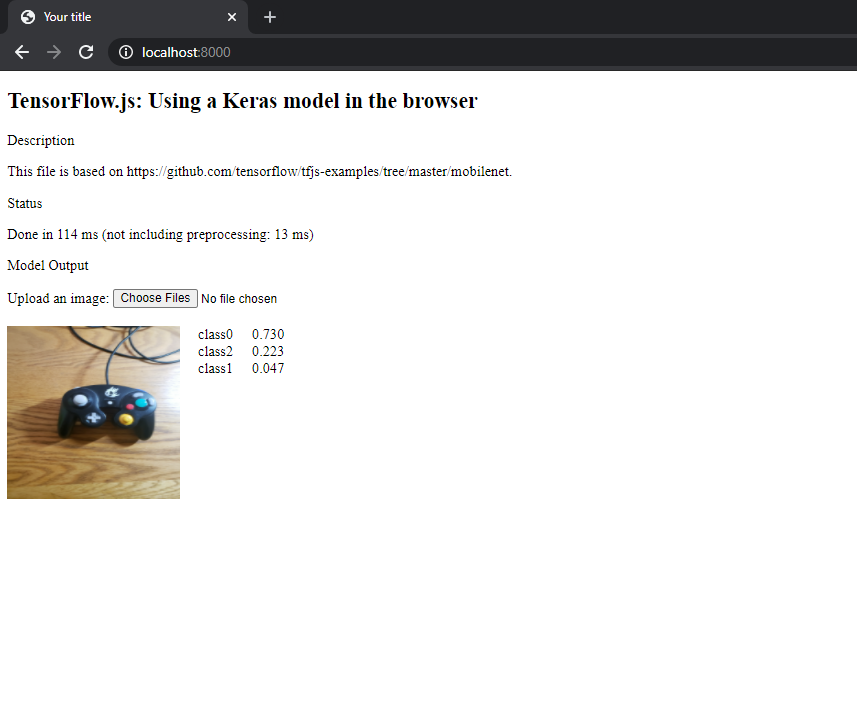 Your title
localhost:8000
TensorFlow.js: Using a Keras model in the browser
Description
This file is based on https://github.com/tensorflow/tfjs-examples/tree/master/mobilenet.
Status
Done in 114 ms (not including preprocessing: 13 ms)
Model Output
Upload an image: Choose Files No file chosen
class0 0.730
class2 0.223
class1 0.047